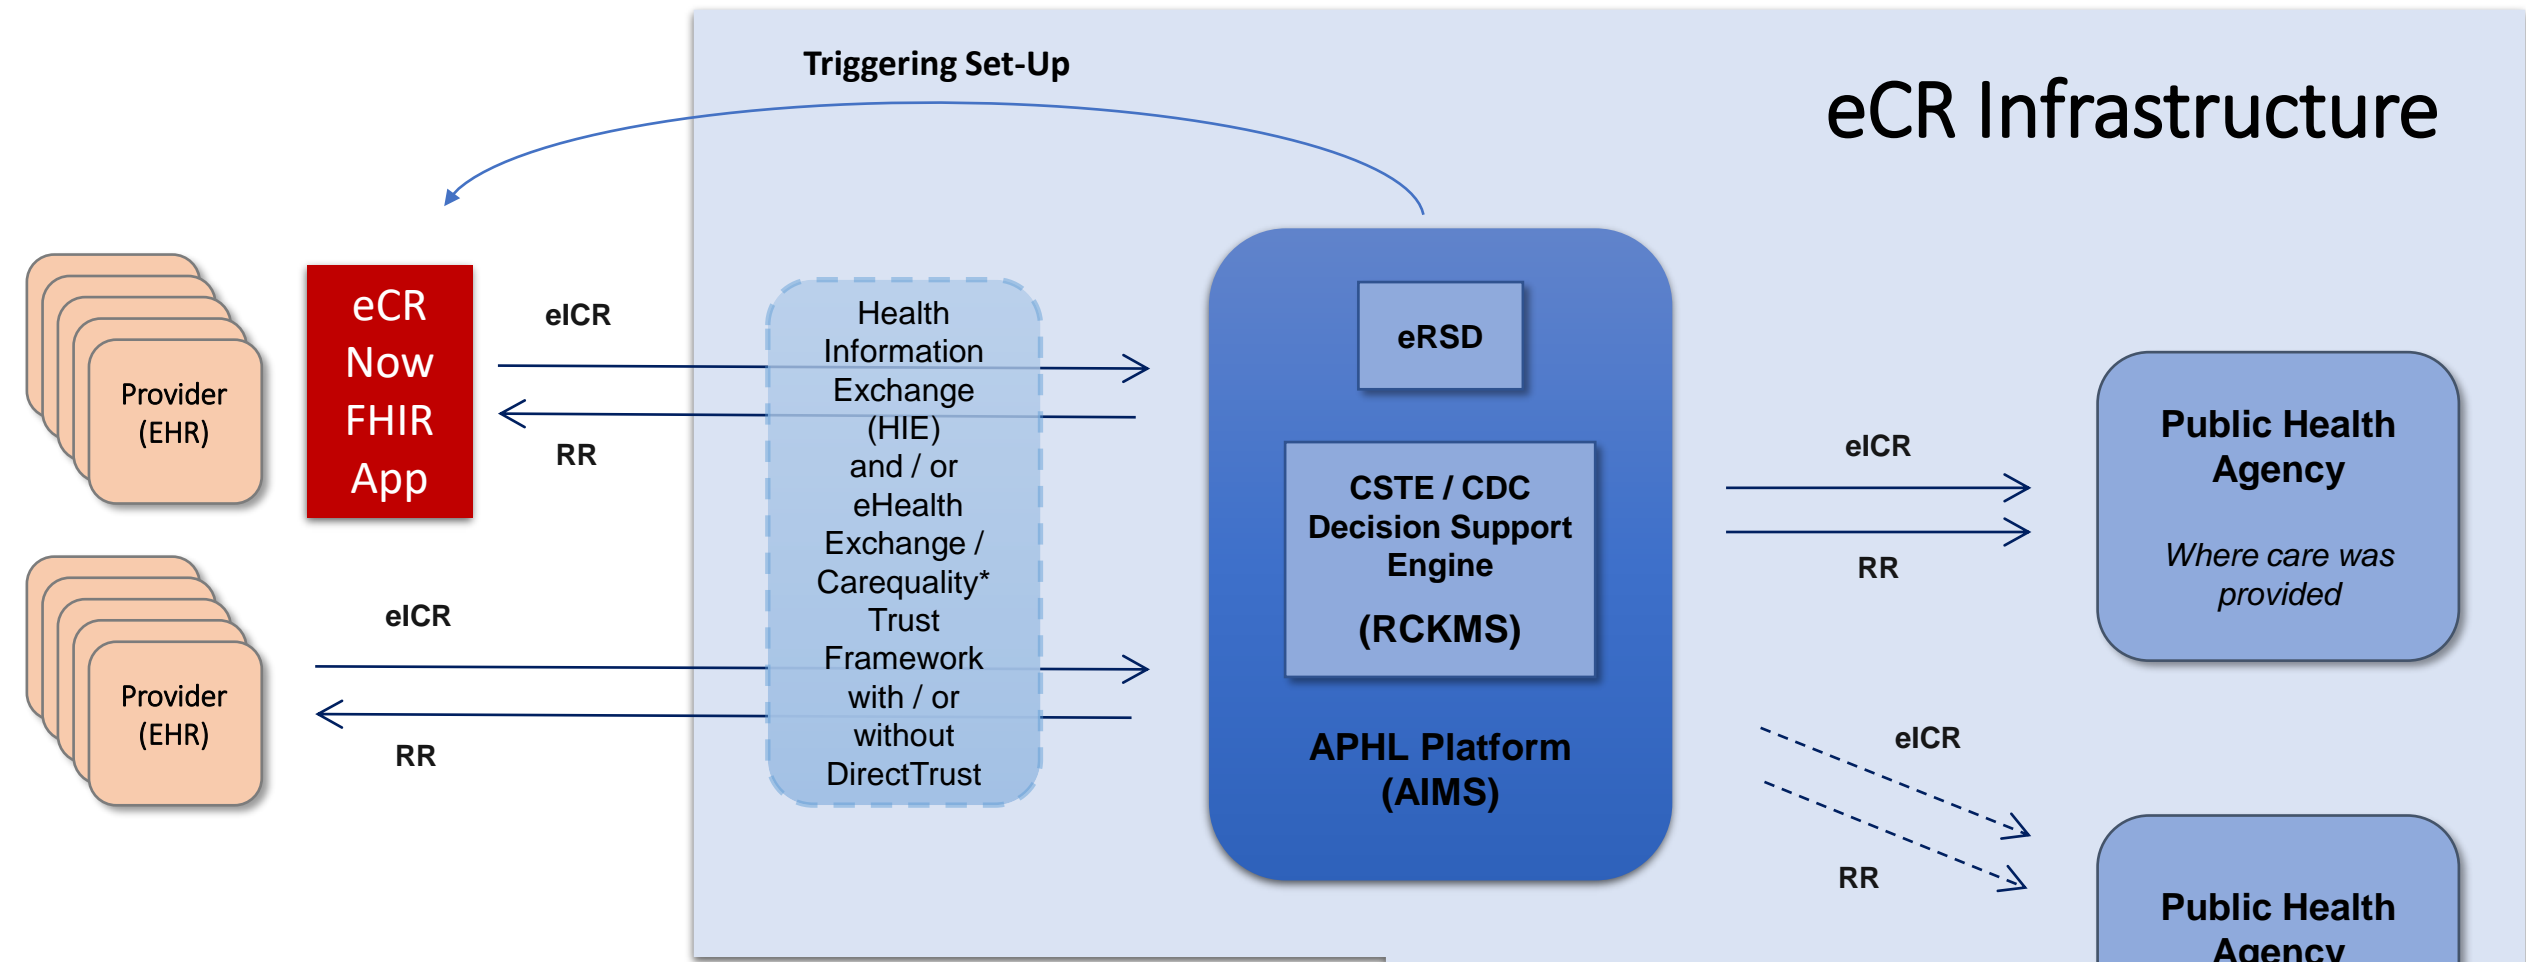 Triggering Set-Up
eCR Infrastructure
Provider
(EHR)
eCR
Now
FHIR
App
eICR
RR
Health
Information
Exchange
(HIE)
and / or
eHealth
Exchange /
Carequality*
Trust
Framework
with / or
without
DirectTrust
eRSD
CSTE / CDC
Decision Support
Engine
(RCKMS)
APHL Platform
(AIMS)
eICR
RR
Public Health
Agency
Where care was
provided
Provider
(EHR)
eICR
RR
eICR
RR
Public Health
Agency